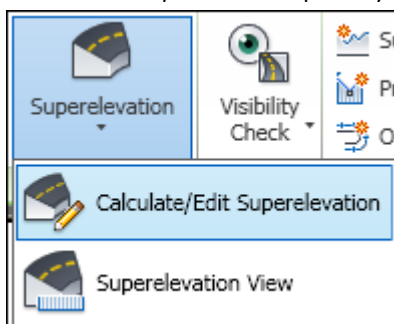 Superelevation
Visibility
Check
Calculate/Edit Superelevation
Superelevation View